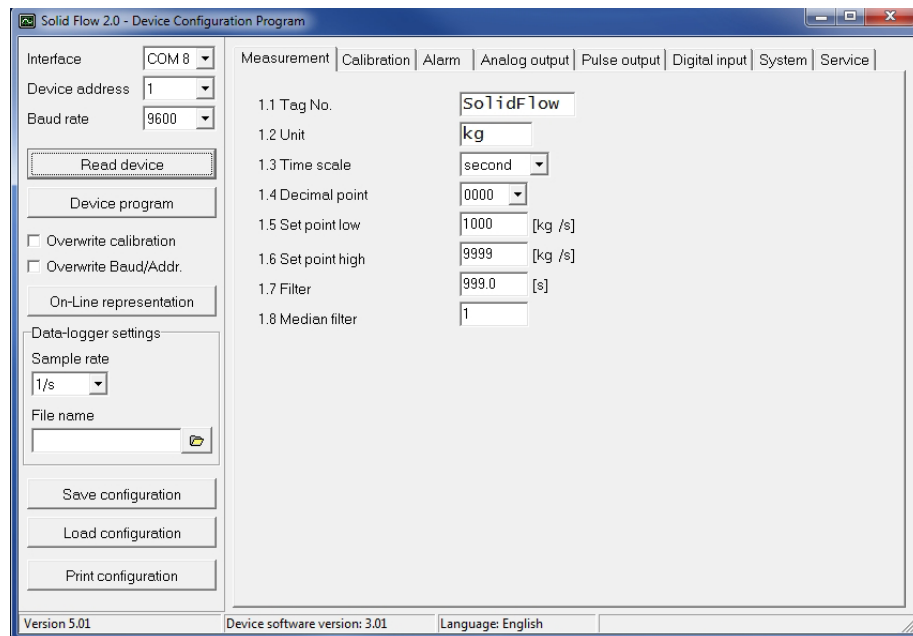 Solid Flow 2.0 - Device Configuration Program
Interface COM 8
Device address 1
Baud rate 9600
Read device
Device program
Overwrite calibration
Overwrite Baud/Addr.
On-Line representation
Data-logger settings
Sample rate
1/s
File name
Save configuration
Load configuration
Print configuration
Measurement Calibration Alarm Analog output Pulse output Digital input System Service
1.1 Tag No. SolidFlow
1.2 Unit kg
1.3 Time scale second
1.4 Decimal point 0000
1.5 Set point low 1000 [kg /s]
1.6 Set point high 9999 [kg /s]
1.7 Filter 999.0 [s]
1.8 Median filter 1
Version 5.01 Device software version: 3.01 Language: English